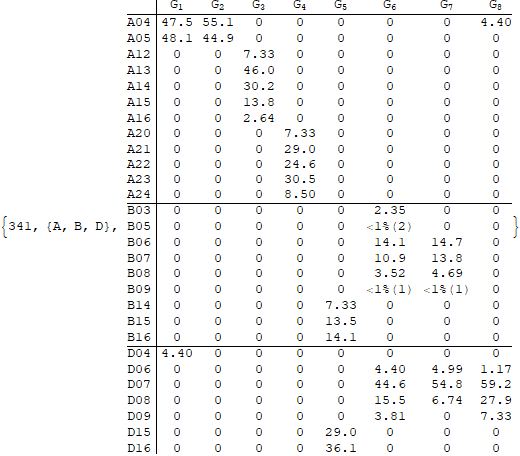 G₁ G₂ G₃ G₄ G₅ G₆ G₇ G₈
A04 47.5 55.1 0 0 0 0 0 4.40
A05 48.1 44.9 0 0 0 0 0 0
A12 0 0 7.33 0 0 0 0 0
A13 0 0 46.0 0 0 0 0 0
A14 0 0 30.2 0 0 0 0 0
A15 0 0 13.8 0 0 0 0 0
A16 0 0 2.64 0 0 0 0 0
A20 0 0 0 7.33 0 0 0 0
A21 0 0 0 29.0 0 0 0 0
A22 0 0 0 24.6 0 0 0 0
A23 0 0 0 30.5 0 0 0 0
A24 0 0 0 8.50 0 0 0 0
B03 0 0 0 0 0 2.35 0 0
{341, {A, B, D}, B05 0 0 0 0 0 <1%(2) 0 0 }
B06 0 0 0 0 0 14.1 14.7 0
B07 0 0 0 0 0 10.9 13.8 0
B08 0 0 0 0 0 3.52 4.69 0
B09 0 0 0 0 0 <1%(1) <1%(1) 0
B14 0 0 0 0 7.33 0 0 0
B15 0 0 0 0 13.5 0 0 0
B16 0 0 0 0 14.1 0 0 0
D04 4.40 0 0 0 0 0 0 0
D06 0 0 0 0 0 4.40 4.99 1.17
D07 0 0 0 0 0 44.6 54.8 59.2
D08 0 0 0 0 0 15.5 6.74 27.9
D09 0 0 0 0 0 3.81 0 7.33
D15 0 0 0 0 29.0 0 0 0
D16 0 0 0 0 36.1 0 0 0